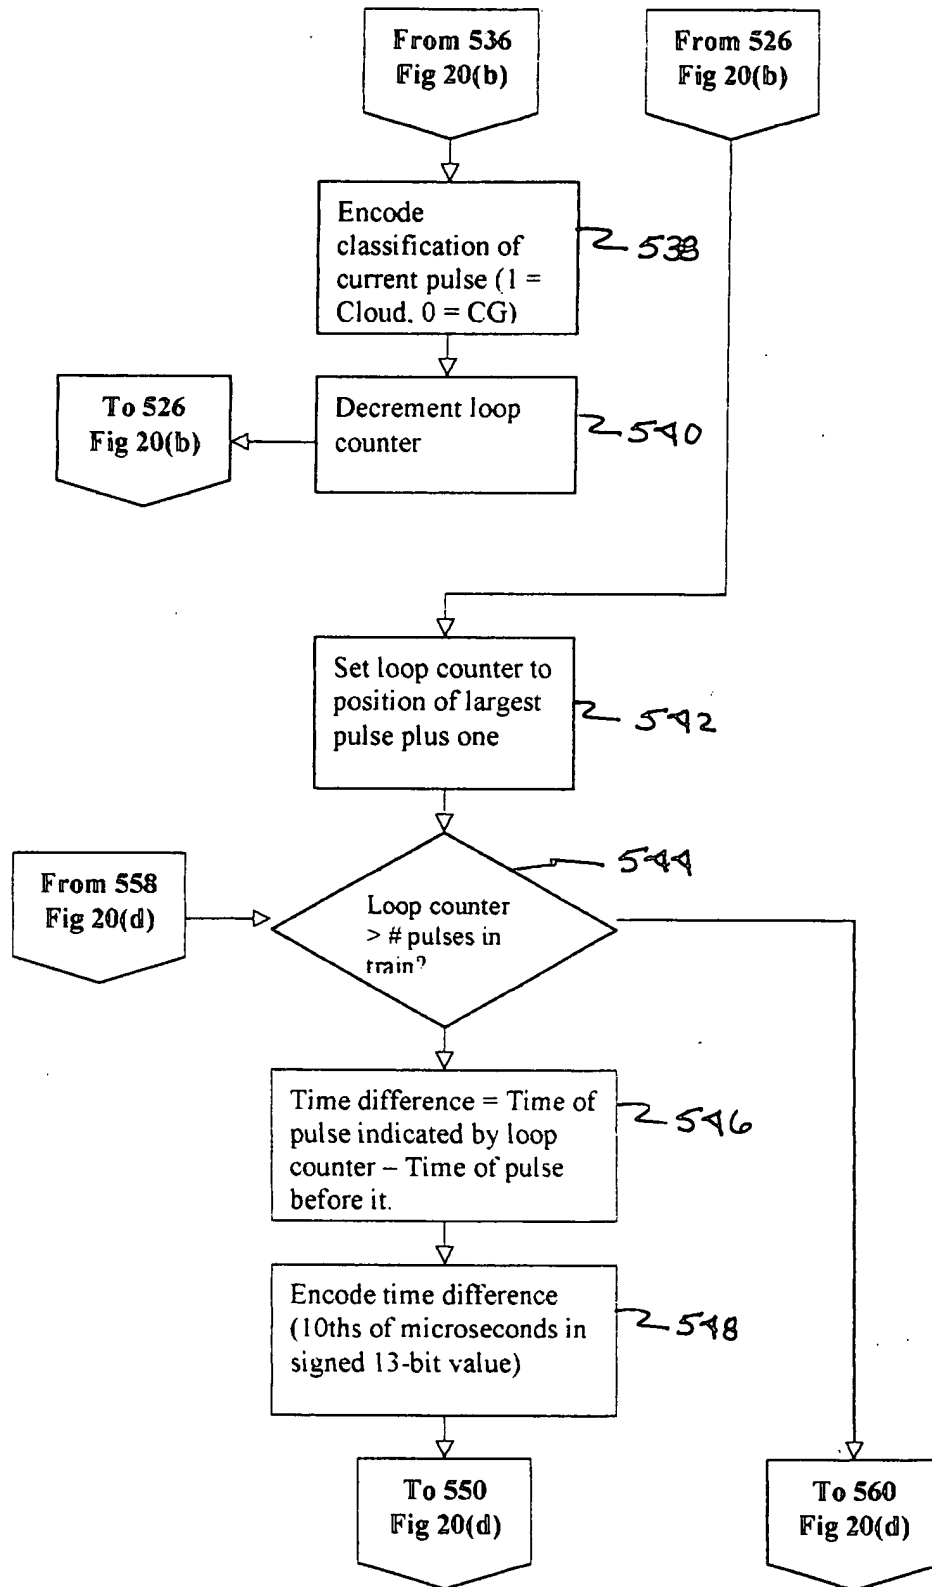 From 536
Fig 20(b)
From 526
Fig 20(b)
Encode
classification of
current pulse (1 =
Cloud, 0 = CG)
538
To 526
Fig 20(b)
Decrement loop
counter
540
Set loop counter to
position of largest
pulse plus one
542
544
From 558
Fig 20(d)
Loop counter
> # pulses in
train?
Time difference = Time of
pulse indicated by loop
counter – Time of pulse
before it.
546
Encode time difference
(10ths of microseconds in
signed 13-bit value)
548
To 550
Fig 20(d)
To 560
Fig 20(d)